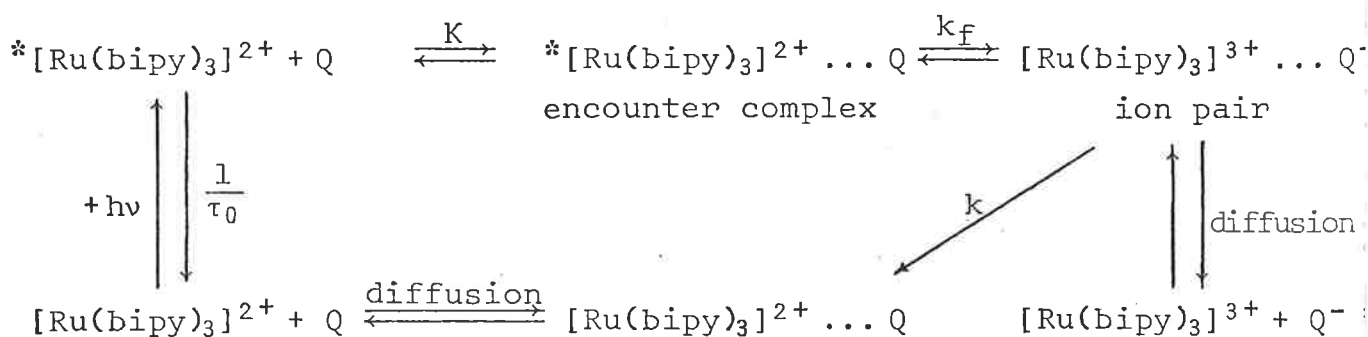 K k_f
*[Ru(bipy)₃]²⁺ + Q *[Ru(bipy)₃]²⁺ ... Q [Ru(bipy)₃]³⁺ ... Q⁻
encounter complex ion pair
+hν 1/τ₀ k diffusion
diffusion
[Ru(bipy)₃]²⁺ + Q [Ru(bipy)₃]²⁺ ... Q [Ru(bipy)₃]³⁺ + Q⁻